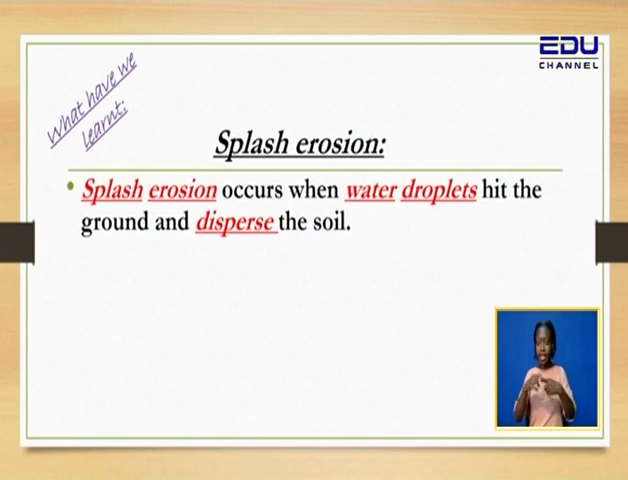 What have we
learnt:
EDU
CHANNEL
Splash erosion:
• Splash erosion occurs when water droplets hit the
ground and disperse the soil.